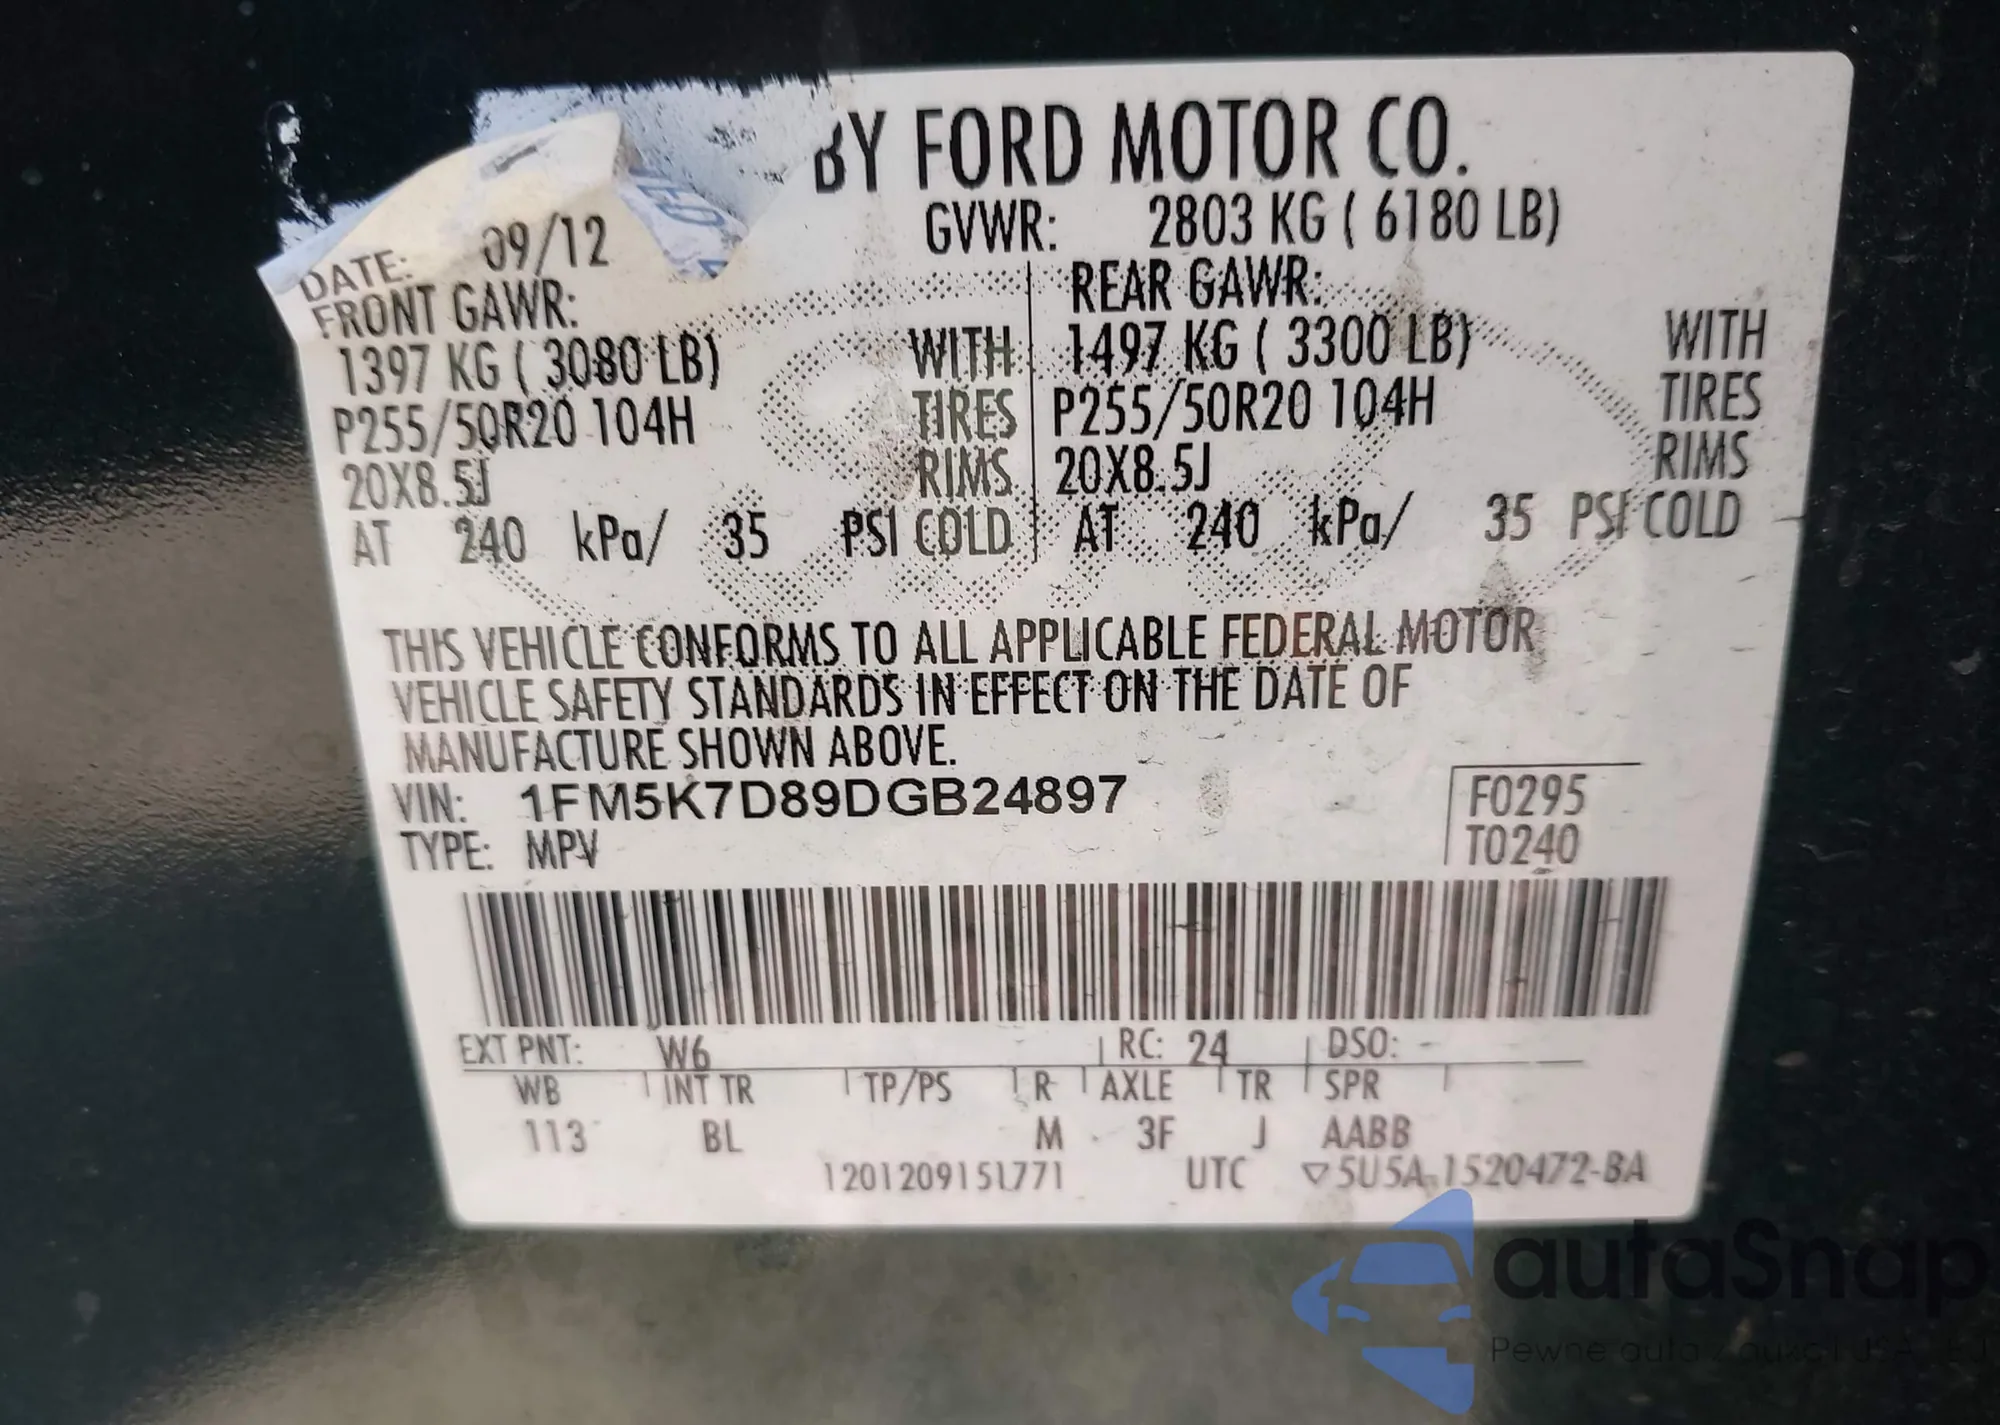 BY FORD MOTOR CO.
DATE: 09/12 GVWR: 2803 KG ( 6180 LB)
FRONT GAWR: REAR GAWR:
1397 KG ( 3080 LB) WITH 1497 KG ( 3300 LB) WITH
P255/50R20 104H TIRES P255/50R20 104H TIRES
20X8.5J RIMS 20X8.5J RIMS
AT 240 kPa/ 35 PSI COLD AT 240 kPa/ 35 PSI COLD
THIS VEHICLE CONFORMS TO ALL APPLICABLE FEDERAL MOTOR
VEHICLE SAFETY STANDARDS IN EFFECT ON THE DATE OF
MANUFACTURE SHOWN ABOVE.
VIN: 1FM5K7D89DGB24897 F0295
TYPE: MPV T0240
EXT PNT: W6 RC: 24 DSO: -
WB INT TR TP/PS R AXLE TR SPR
113 BL M 3F J AABB
1201209151771 UTC ▽5U5A-1520472-BA
autaSnap
Pewne auta z aukcji USA